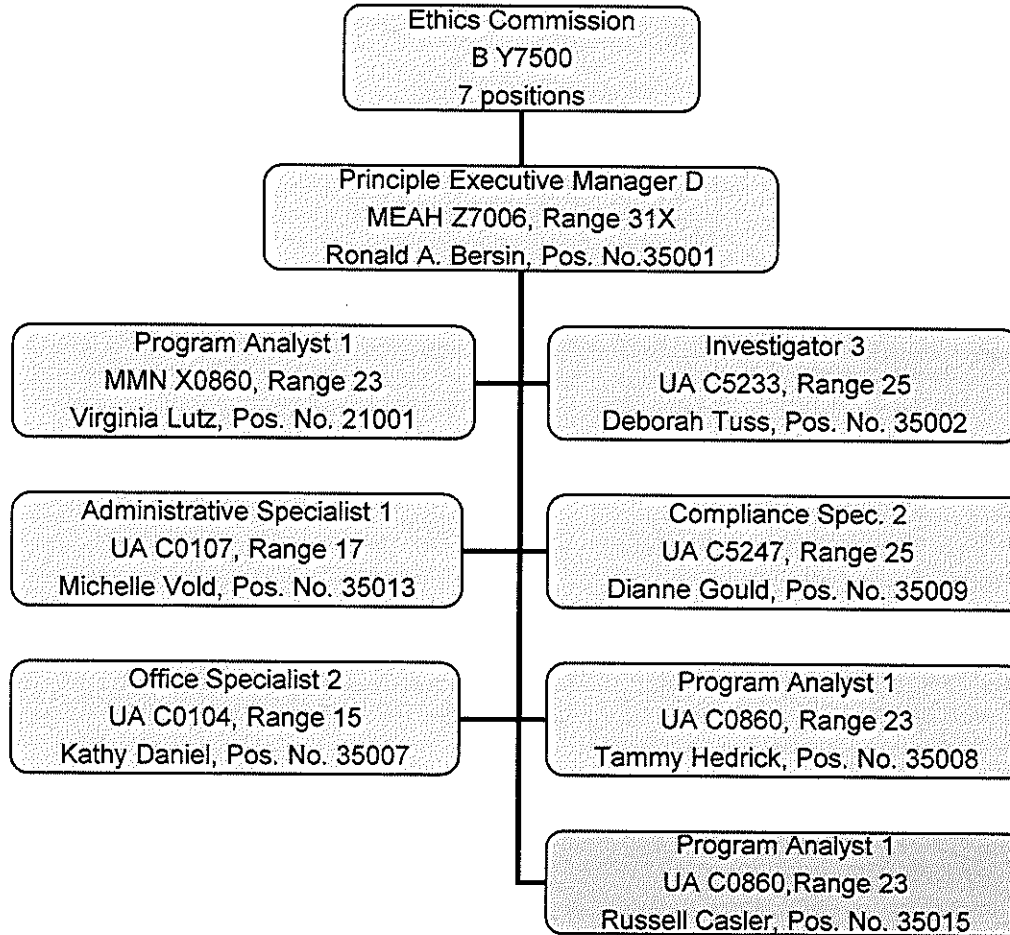 Ethics Commission
B Y7500
7 positions
Principle Executive Manager D
MEAH Z7006, Range 31X
Ronald A. Bersin, Pos. No.35001
Program Analyst 1
MMN X0860, Range 23
Virginia Lutz, Pos. No. 21001
Investigator 3
UA C5233, Range 25
Deborah Tuss, Pos. No. 35002
Administrative Specialist 1
UA C0107, Range 17
Michelle Vold, Pos. No. 35013
Compliance Spec. 2
UA C5247, Range 25
Dianne Gould, Pos. No. 35009
Office Specialist 2
UA C0104, Range 15
Kathy Daniel, Pos. No. 35007
Program Analyst 1
UA C0860, Range 23
Tammy Hedrick, Pos. No. 35008
Program Analyst 1
UA C0860,Range 23
Russell Casler, Pos. No. 35015